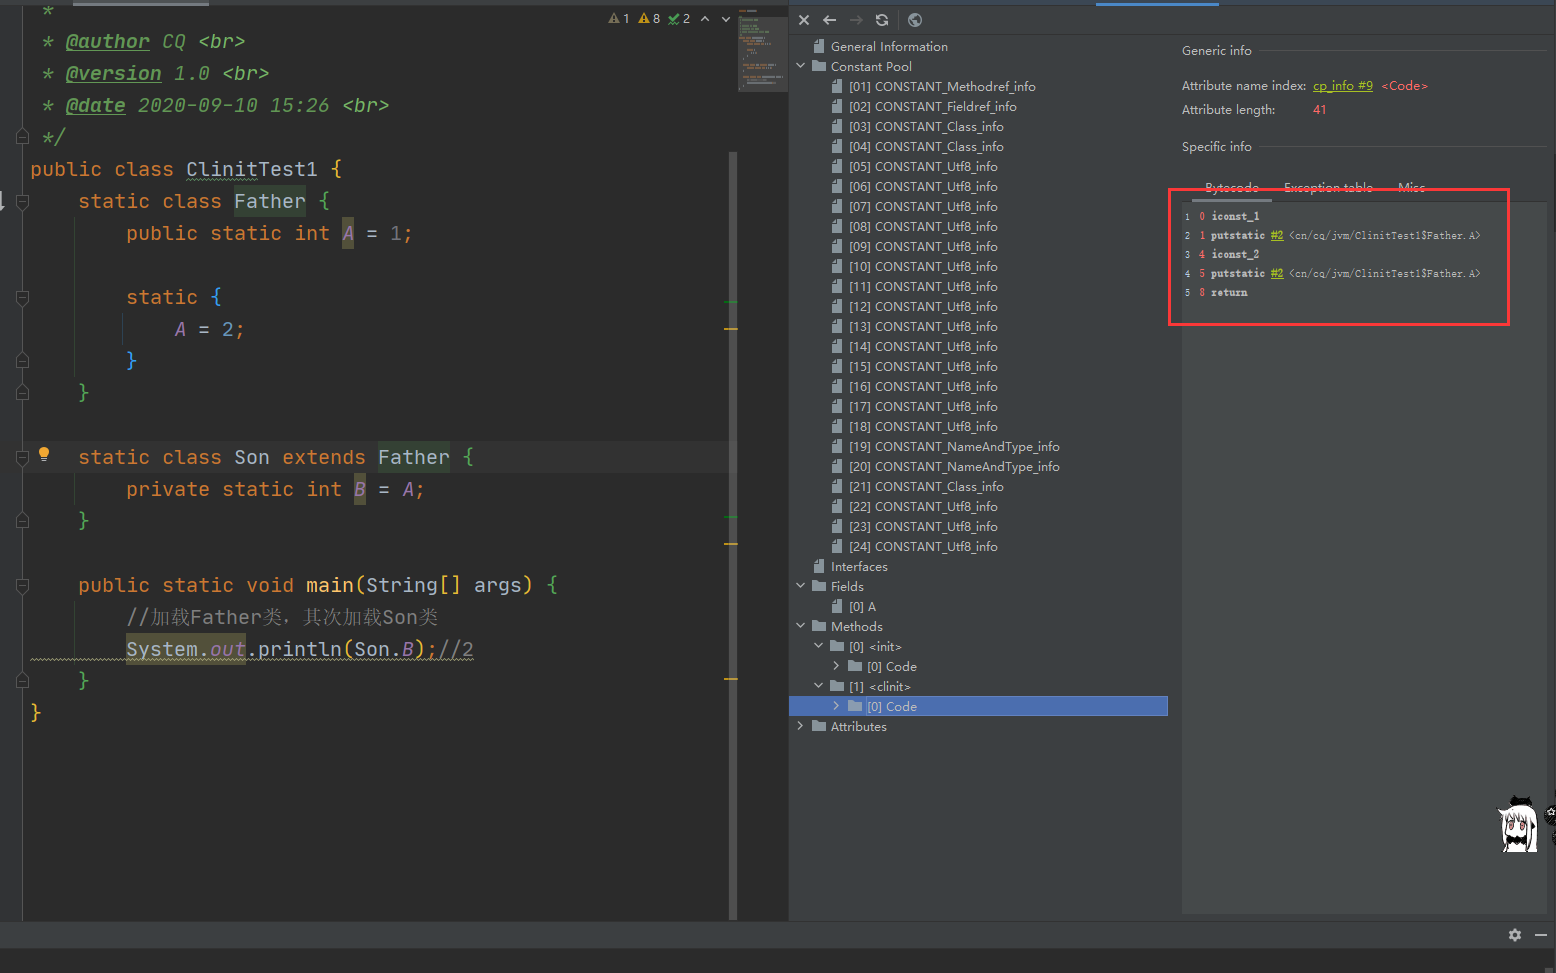 *
* @author CQ <br>
* @version 1.0 <br>
* @date 2020-09-10 15:26 <br>
*/
public class ClinitTest1 {
static class Father {
public static int A = 1;
static {
A = 2;
}
}
static class Son extends Father {
private static int B = A;
}
public static void main(String[] args) {
//加载Father类，其次加载Son类
System.out.println(Son.B);//2
}
}
1 8 2
General Information
Constant Pool
[01] CONSTANT_Methodref_info
[02] CONSTANT_Fieldref_info
[03] CONSTANT_Class_info
[04] CONSTANT_Class_info
[05] CONSTANT_Utf8_info
[06] CONSTANT_Utf8_info
[07] CONSTANT_Utf8_info
[08] CONSTANT_Utf8_info
[09] CONSTANT_Utf8_info
[10] CONSTANT_Utf8_info
[11] CONSTANT_Utf8_info
[12] CONSTANT_Utf8_info
[13] CONSTANT_Utf8_info
[14] CONSTANT_Utf8_info
[15] CONSTANT_Utf8_info
[16] CONSTANT_Utf8_info
[17] CONSTANT_Utf8_info
[18] CONSTANT_Utf8_info
[19] CONSTANT_NameAndType_info
[20] CONSTANT_NameAndType_info
[21] CONSTANT_Class_info
[22] CONSTANT_Utf8_info
[23] CONSTANT_Utf8_info
[24] CONSTANT_Utf8_info
Interfaces
Fields
[0] A
Methods
[0] <init>
[0] Code
[1] <clinit>
[0] Code
Attributes
Generic info
Attribute name index: cp_info #9 <Code>
Attribute length: 41
Specific info
Bytecode Exception table Misc
1 0 iconst_1
2 1 putstatic #2 <cn/cq/jvm/ClinitTest1$Father.A>
3 4 iconst_2
4 5 putstatic #2 <cn/cq/jvm/ClinitTest1$Father.A>
5 8 return